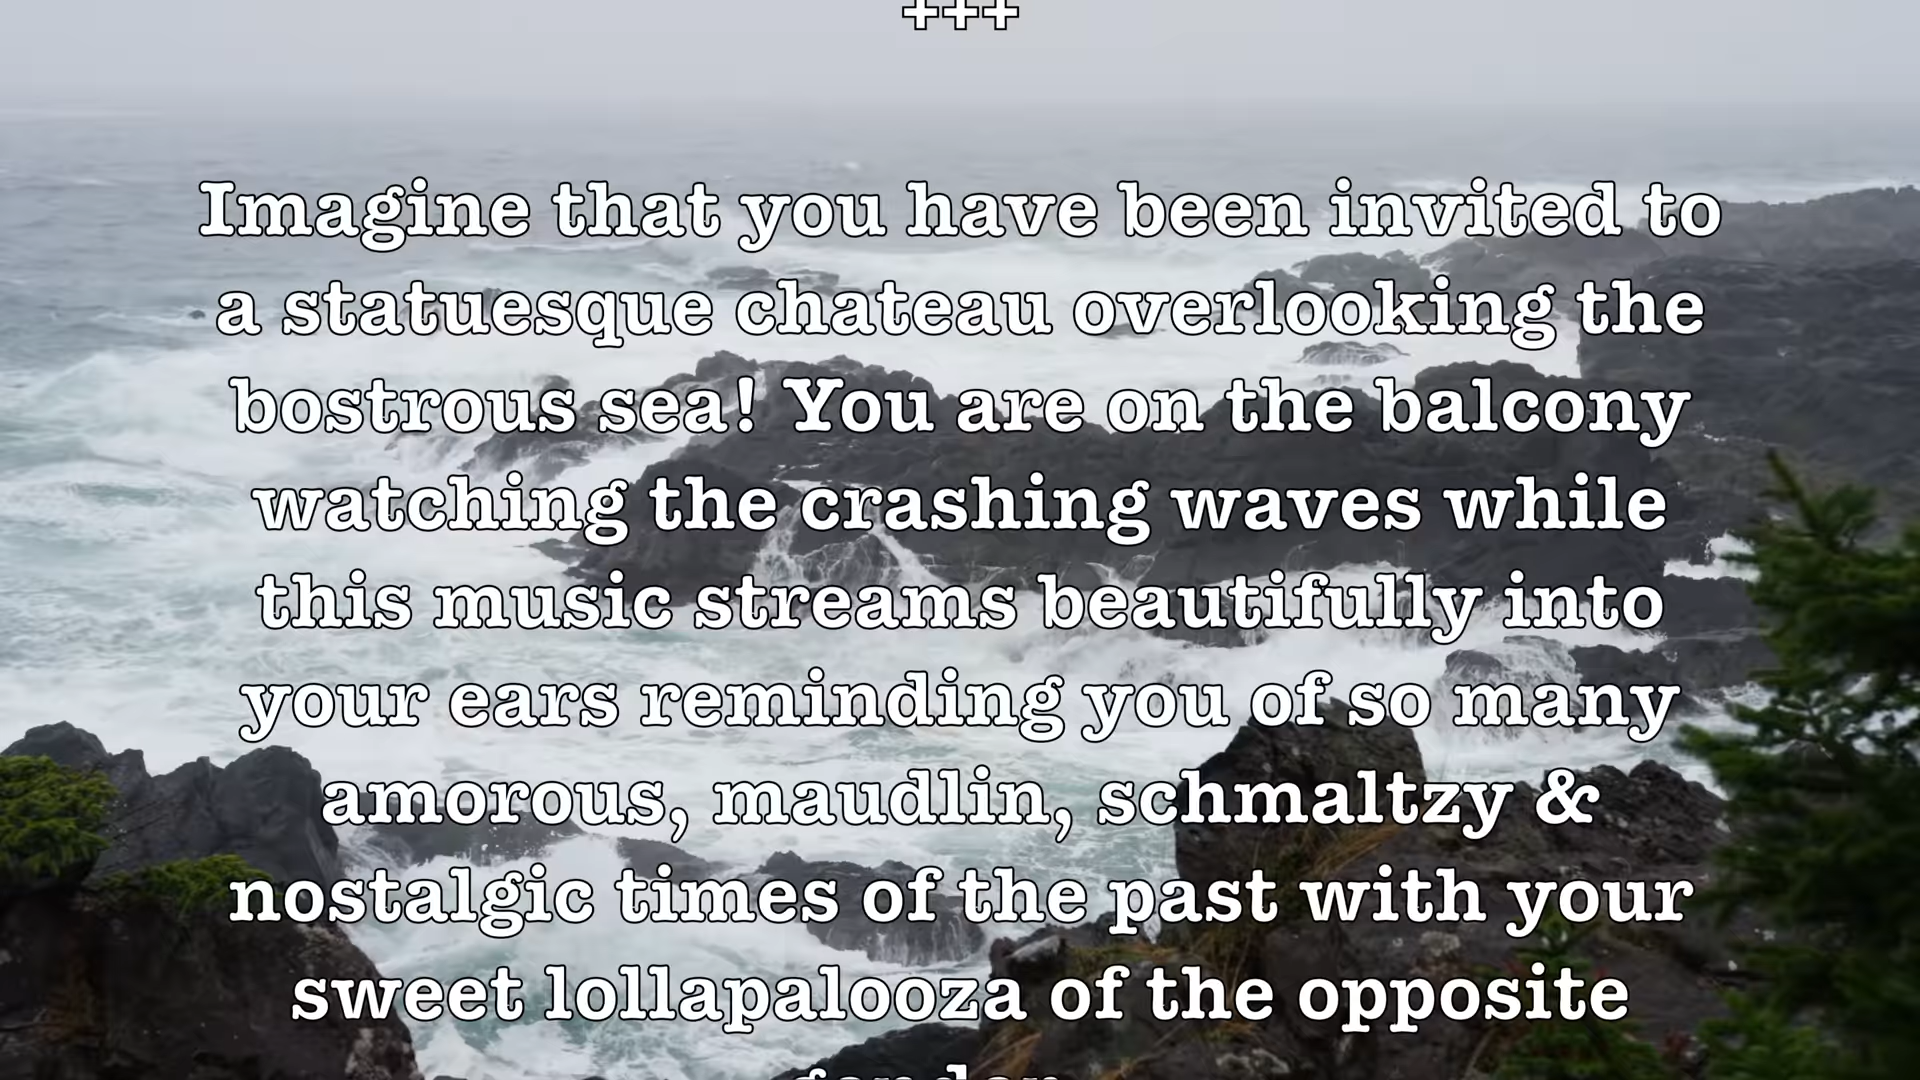 +++
Imagine that you have been invited to
a statuesque chateau overlooking the
bostrous sea! You are on the balcony
watching the crashing waves while
this music streams beautifully into
your ears reminding you of so many
amorous, maudlin, schmaltzy &
nostalgic times of the past with your
sweet lollapalooza of the opposite